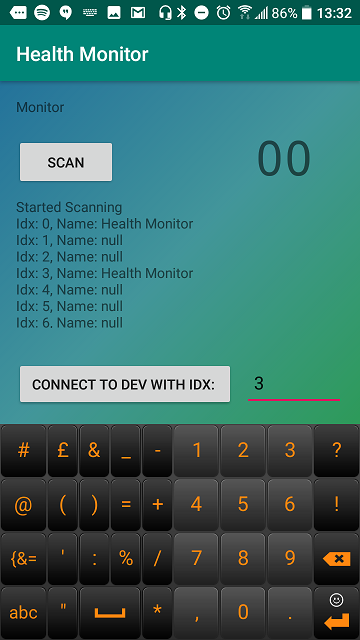 86% 13:32
Health Monitor
Monitor
SCAN 00
Started Scanning
Idx: 0, Name: Health Monitor
Idx: 1, Name: null
Idx: 2, Name: null
Idx: 3, Name: Health Monitor
Idx: 4, Name: null
Idx: 5, Name: null
Idx: 6, Name: null
CONNECT TO DEV WITH IDX: 3
# £ & _ - 1 2 3 ?
@ ( ) = + 4 5 6 !
{&= ' : % / 7 8 9
abc " * , 0 .